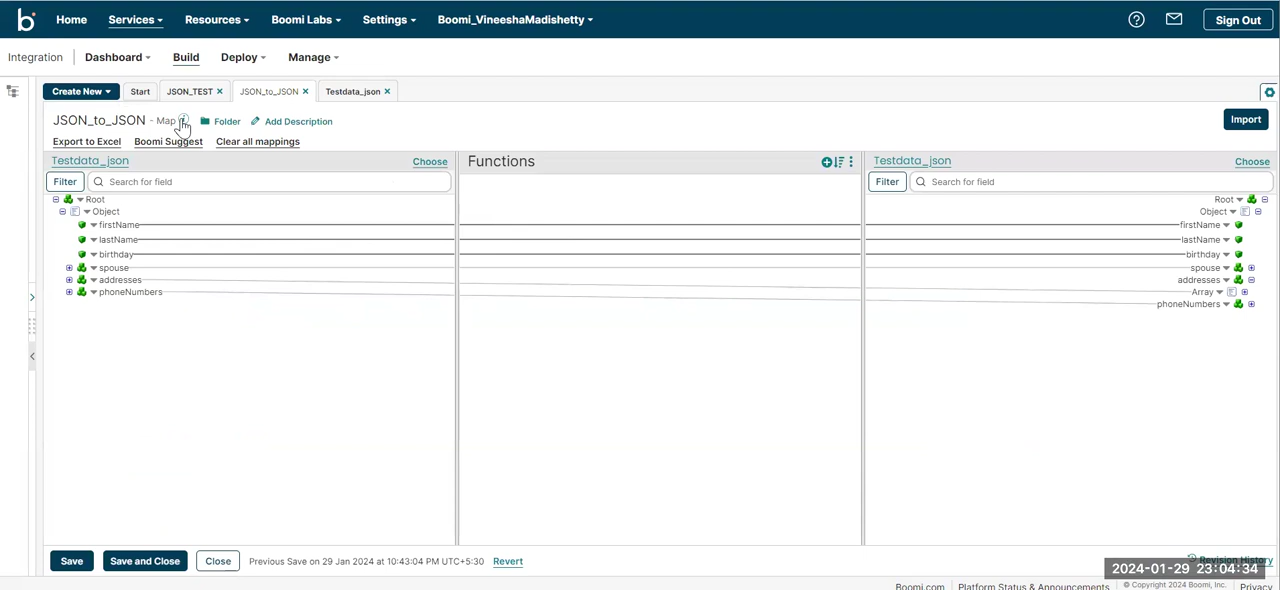 b Home Services Resources Boomi Labs Settings Boomi_VineeshaMadishetty Sign Out
Integration Dashboard Build Deploy Manage
Create New Start JSON_TEST JSON_to_JSON Testdata_json
JSON_to_JSON - Map Folder Add Description Import
Export to Excel Boomi Suggest Clear all mappings
Testdata_json Choose Functions Testdata_json Choose
Filter Search for field Filter Search for field
Root Root
Object Object
firstName firstName
lastName lastName
birthday birthday
spouse spouse
addresses addresses
phoneNumbers Array
phoneNumbers
Save Save and Close Close Previous Save on 29 Jan 2024 at 10:43:04 PM UTC+5:30 Revert Revision History
2024-01-29 23:04:34
Boomi.com Platform Status & Announcements © Copyright 2024 Boomi, Inc. Privacy